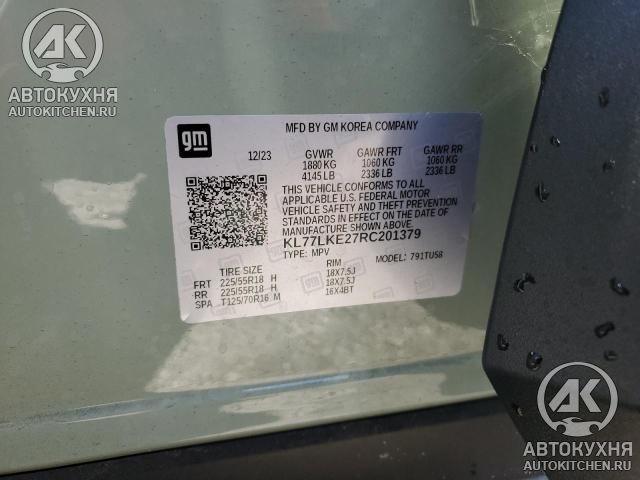 AK
АВТОКУХНЯ
AUTOKITCHEN.RU
gm
MFD BY GM KOREA COMPANY
12/23 GVWR GAWR FRT GAWR RR
1880 KG 1060 KG 1060 KG
4145 LB 2336 LB 2336 LB
THIS VEHICLE CONFORMS TO ALL
APPLICABLE U.S. FEDERAL MOTOR
VEHICLE SAFETY AND THEFT PREVENTION
STANDARDS IN EFFECT ON THE DATE
OF MANUFACTURE SHOWN ABOVE
KL77LKE27RC201379
TYPE: MPV MODEL: 791TU58
TIRE SIZE RIM
FRT 225/55R18 H 18X7.5J
RR 225/55R18 H 18X7.5J
SPA T125/70R16 M 16X4BT
AK
АВТОКУХНЯ
AUTOKITCHEN.RU